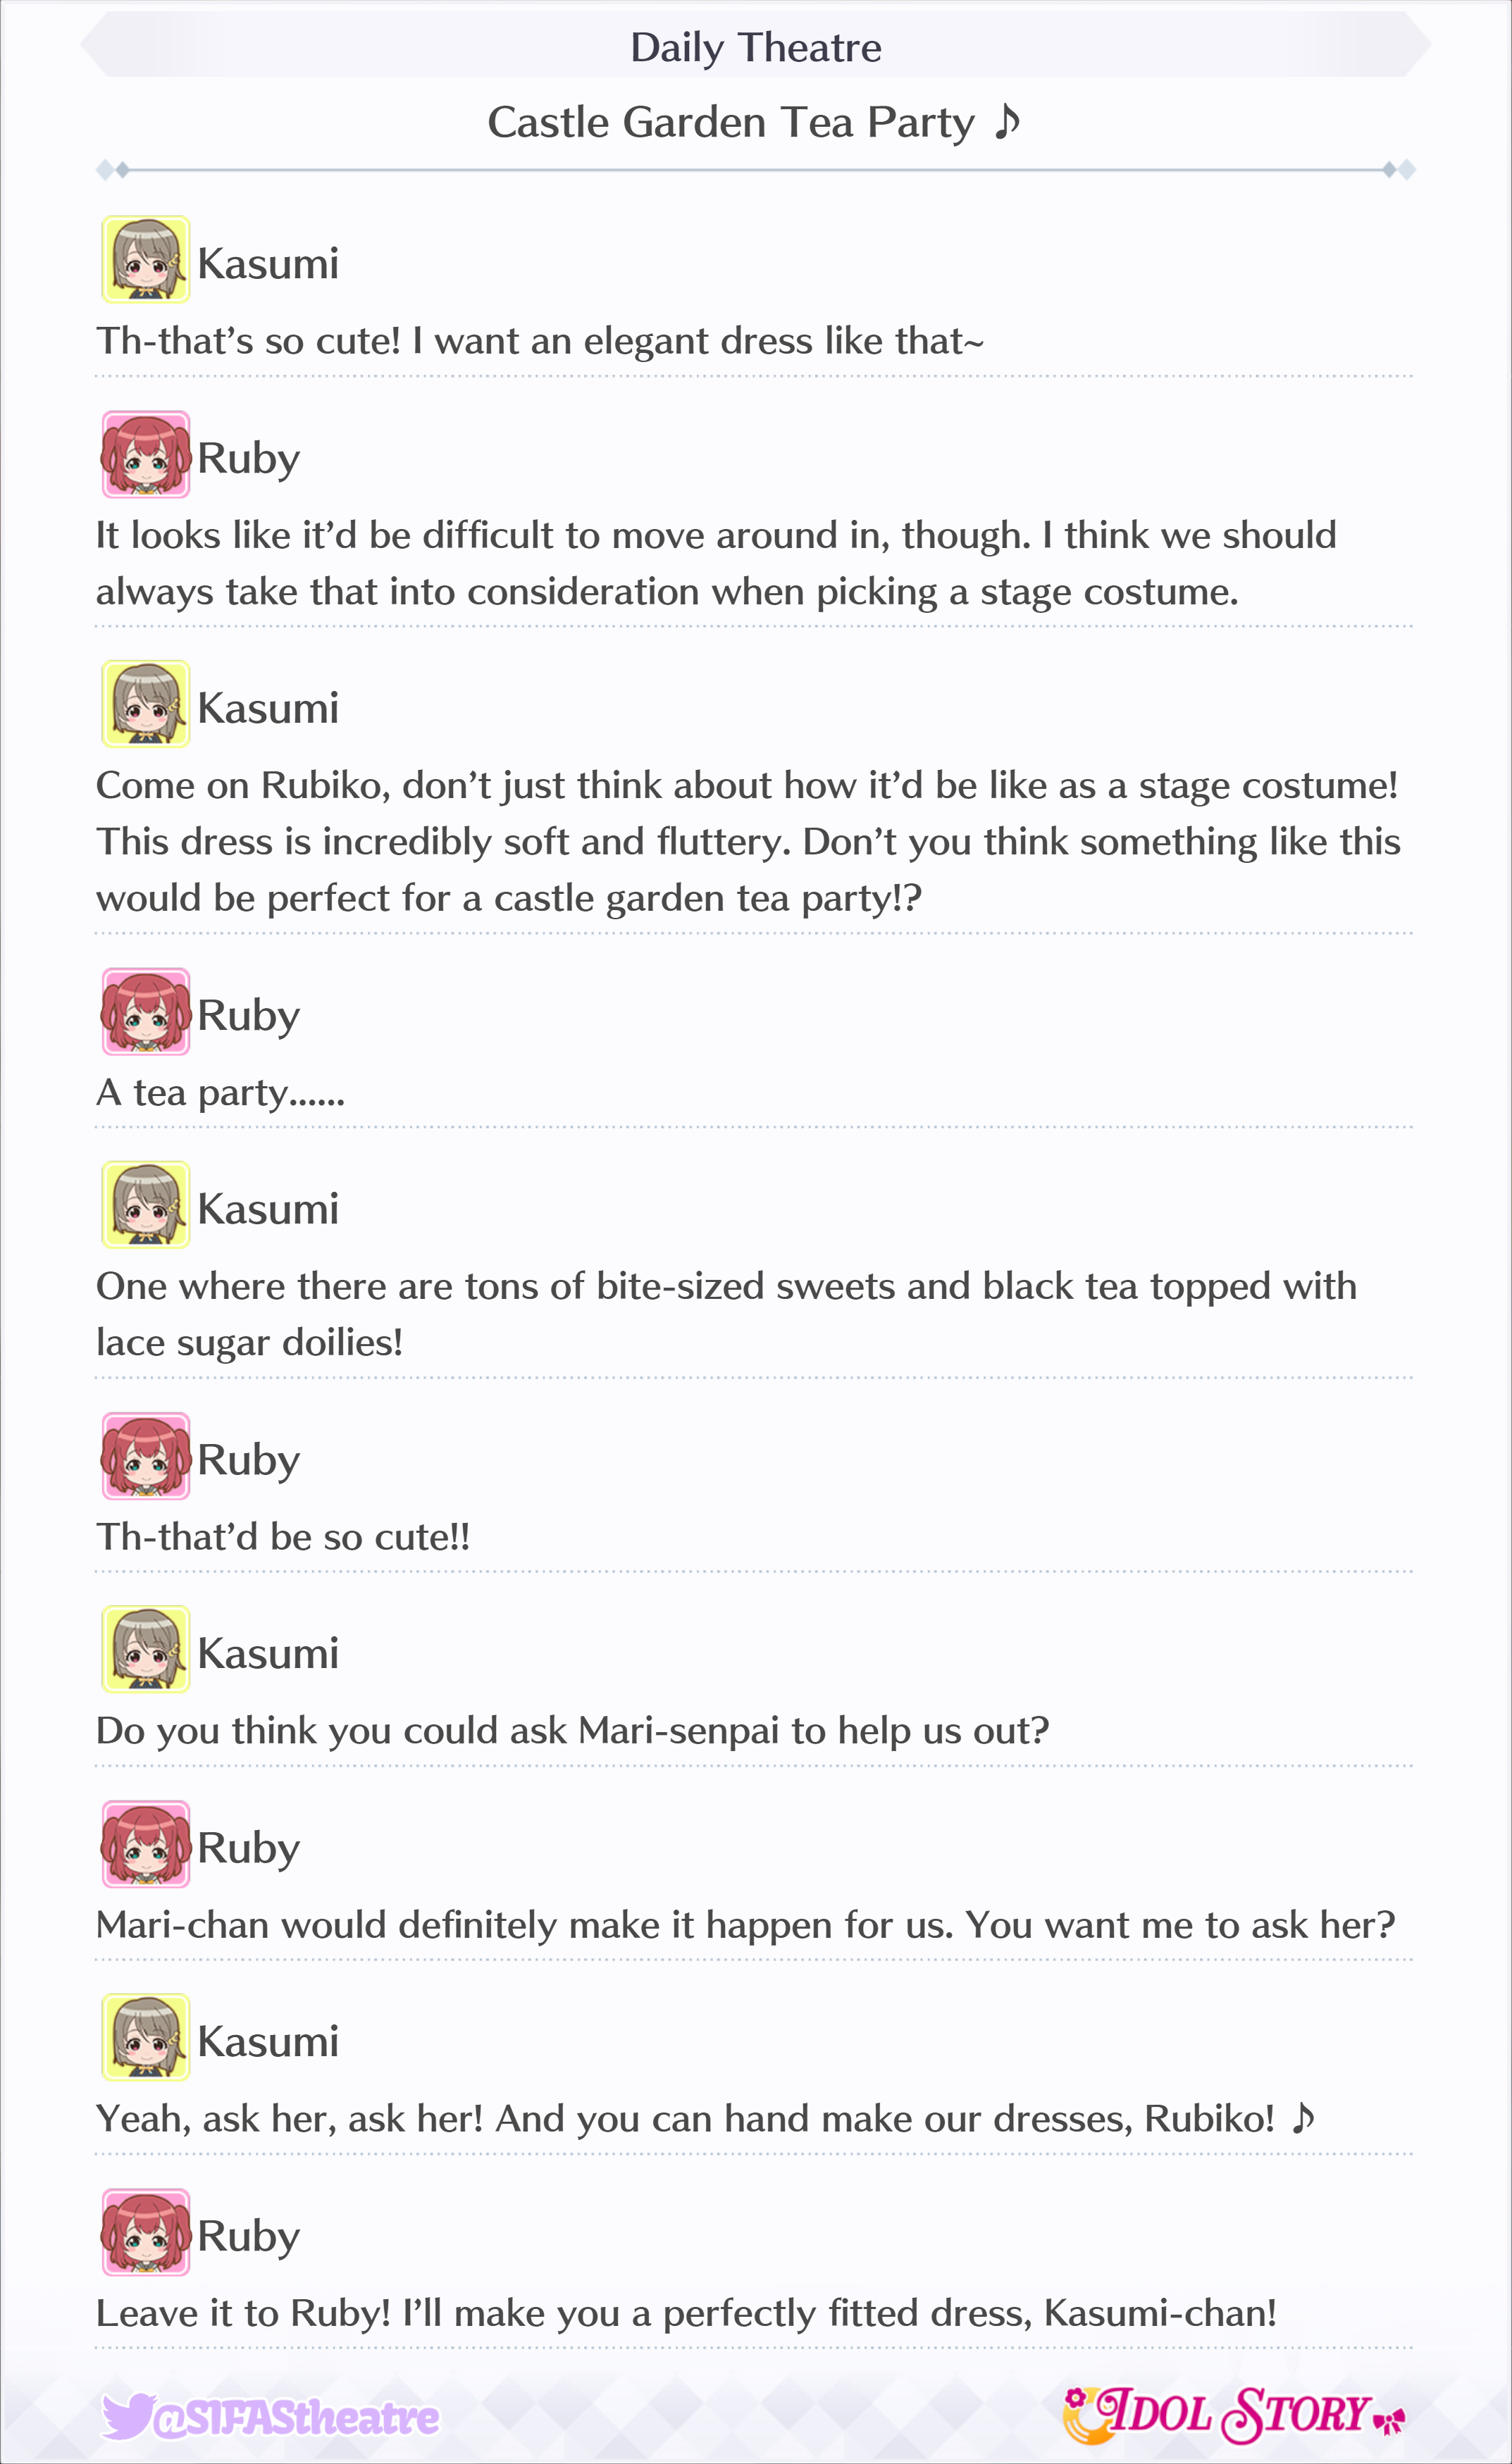 Daily Theatre
Castle Garden Tea Party ♪
Kasumi
Th-that’s so cute! I want an elegant dress like that~
Ruby
It looks like it’d be difficult to move around in, though. I think we should
always take that into consideration when picking a stage costume.
Kasumi
Come on Rubiko, don’t just think about how it’d be like as a stage costume!
This dress is incredibly soft and fluttery. Don’t you think something like this
would be perfect for a castle garden tea party!?
Ruby
A tea party......
Kasumi
One where there are tons of bite-sized sweets and black tea topped with
lace sugar doilies!
Ruby
Th-that’d be so cute!!
Kasumi
Do you think you could ask Mari-senpai to help us out?
Ruby
Mari-chan would definitely make it happen for us. You want me to ask her?
Kasumi
Yeah, ask her, ask her! And you can hand make our dresses, Rubiko! ♪
Ruby
Leave it to Ruby! I’ll make you a perfectly fitted dress, Kasumi-chan!
@SIFAStheatre
IDOL STORY